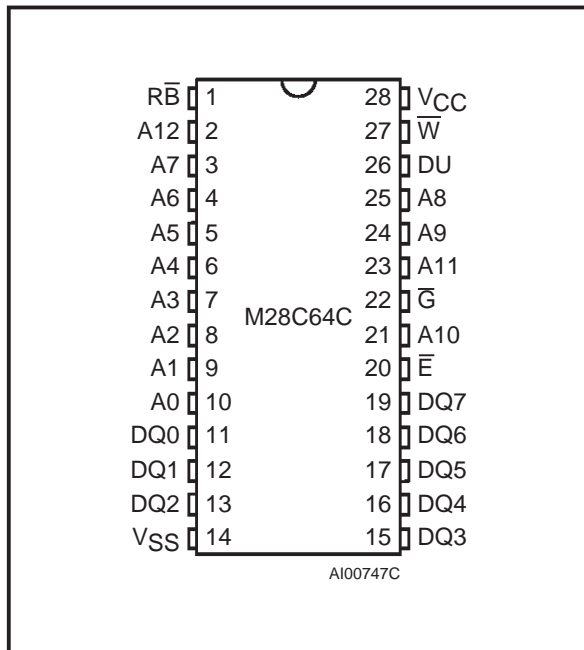 RB̅ 1 28 VCC
A12 2 27 W̅
A7 3 26 DU
A6 4 25 A8
A5 5 24 A9
A4 6 23 A11
A3 7 22 G̅
M28C64C
A2 8 21 A10
A1 9 20 E̅
A0 10 19 DQ7
DQ0 11 18 DQ6
DQ1 12 17 DQ5
DQ2 13 16 DQ4
VSS 14 15 DQ3
AI00747C